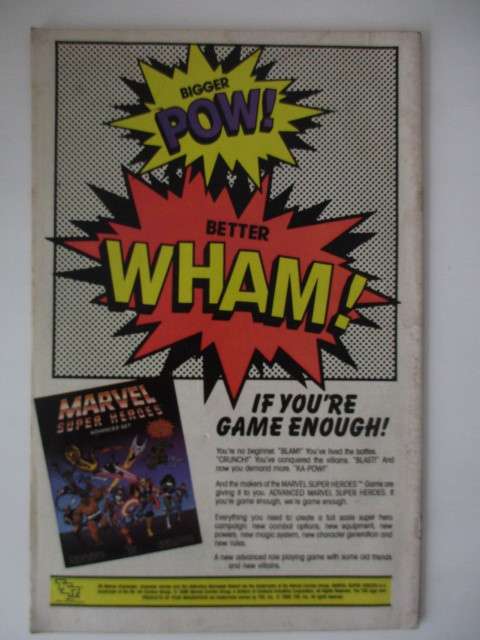 BIGGER
POW!
BETTER
WHAM!
MARVEL
SUPER HEROES
ADVANCED SET
IF YOU'RE
GAME ENOUGH!
You're no beginner. "BLAM!" You've lived the battles.
"CRUNCH!" You've conquered the villains. "BLAST!" And
now you demand more. "KA-POW!"
And the makers of the MARVEL SUPER HEROES™ Game are
giving it to you. ADVANCED MARVEL SUPER HEROES. If
you're game enough, we're game enough.
Everything you need to create a full scale super hero
campaign: new combat options, new equipment, new
powers, new magic system, new character generation and
new rules.
A new advanced role playing game with some old friends
and new villains.